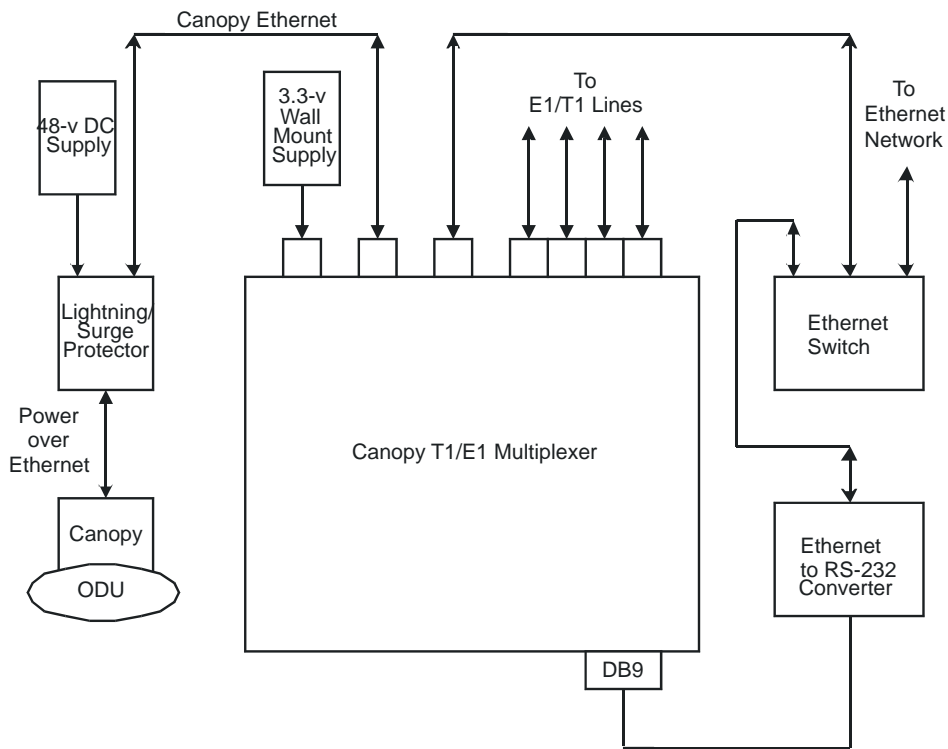 Canopy Ethernet
48-v DC
Supply
3.3-v
Wall
Mount
Supply
To
E1/T1 Lines
To
Ethernet
Network
Lightning/
Surge
Protector
Ethernet
Switch
Power
over
Ethernet
Canopy T1/E1 Multiplexer
Canopy
ODU
Ethernet
to RS-232
Converter
DB9